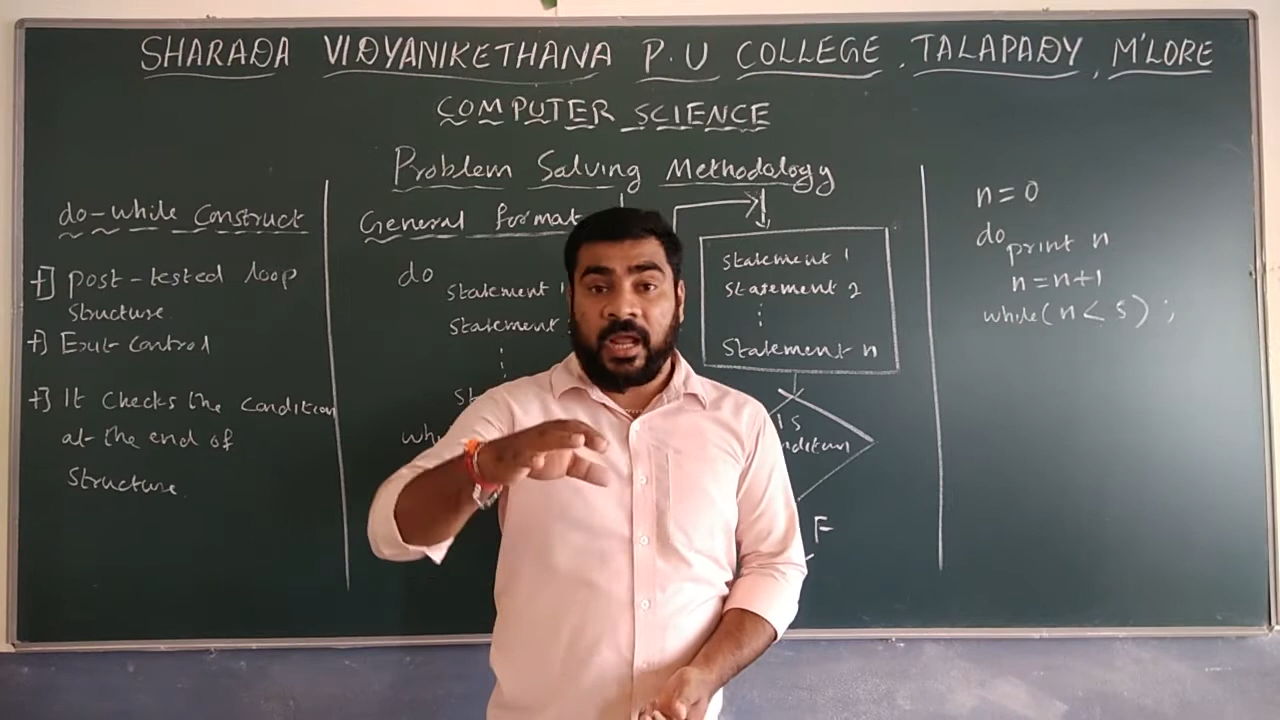 SHARADA VIDYANIKETHANA P.U COLLEGE, TALAPADY, M'LORE
COMPUTER SCIENCE
Problem Solving Methodology
do-while Construct
+] Post-tested loop
structure.
+] Exit control
+] It checks the condition
at the end of
structure.
General format
do
Statement 1
Statement
statement 1
Statement 2
Statement n
Is
F
n=0
do
print n
n=n+1
while(n<5);